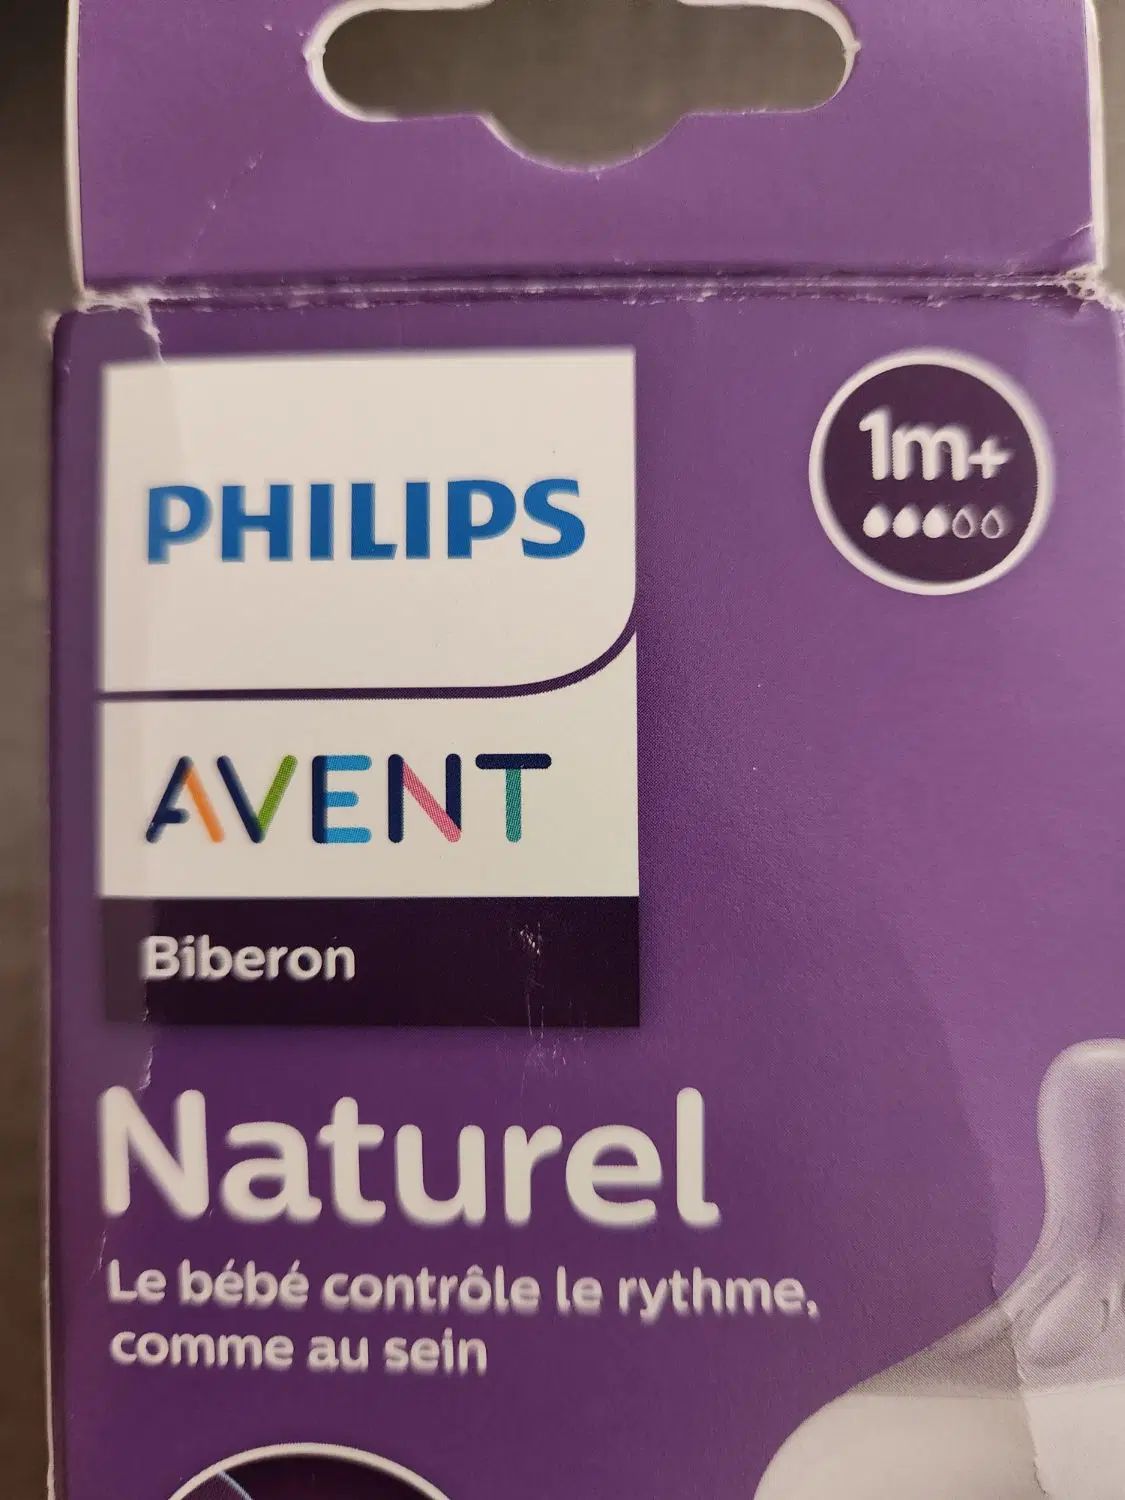 PHILIPS
1m+
AVENT
Biberon
Naturel
Le bébé contrôle le rythme,
comme au sein